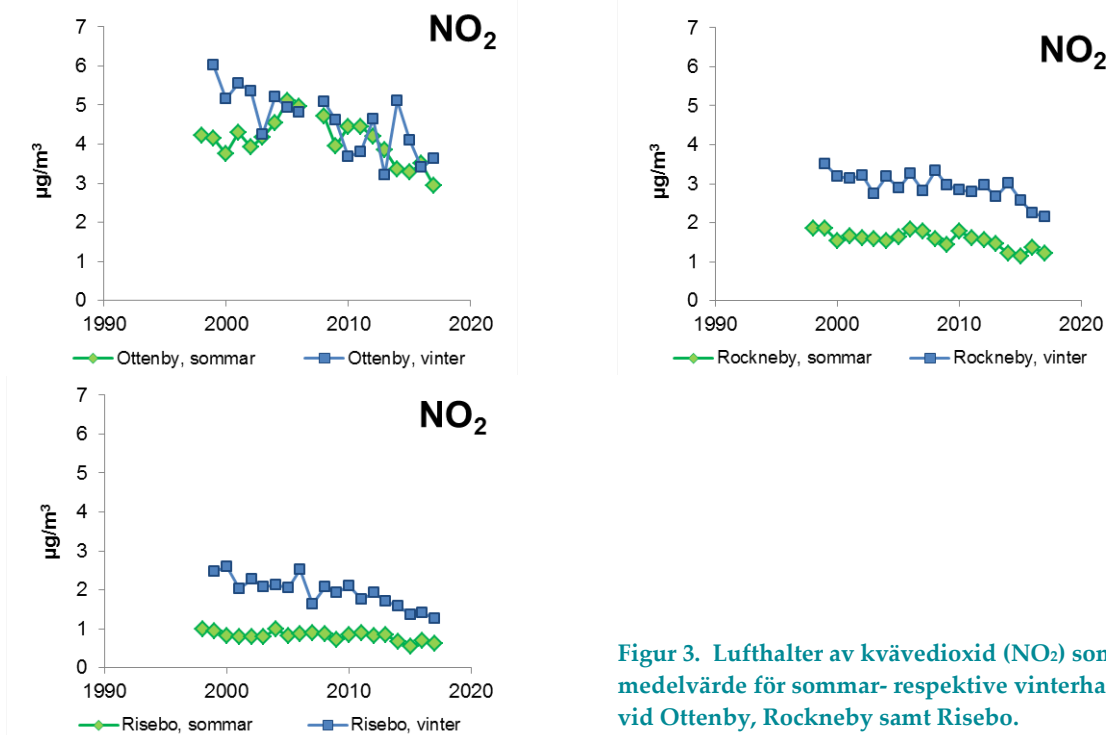 NO₂
7
6
5
4
3
2
1
0
µg/m³
1990 2000 2010 2020
Ottenby, sommar Ottenby, vinter
NO₂
7
6
5
4
3
2
1
0
µg/m³
1990 2000 2010 2020
Rockneby, sommar Rockneby, vinter
NO₂
7
6
5
4
3
2
1
0
µg/m³
1990 2000 2010 2020
Risebo, sommar Risebo, vinter
Figur 3. Lufthalter av kvävedioxid (NO₂) som
medelvärde för sommar- respektive vinterha
vid Ottenby, Rockneby samt Risebo.